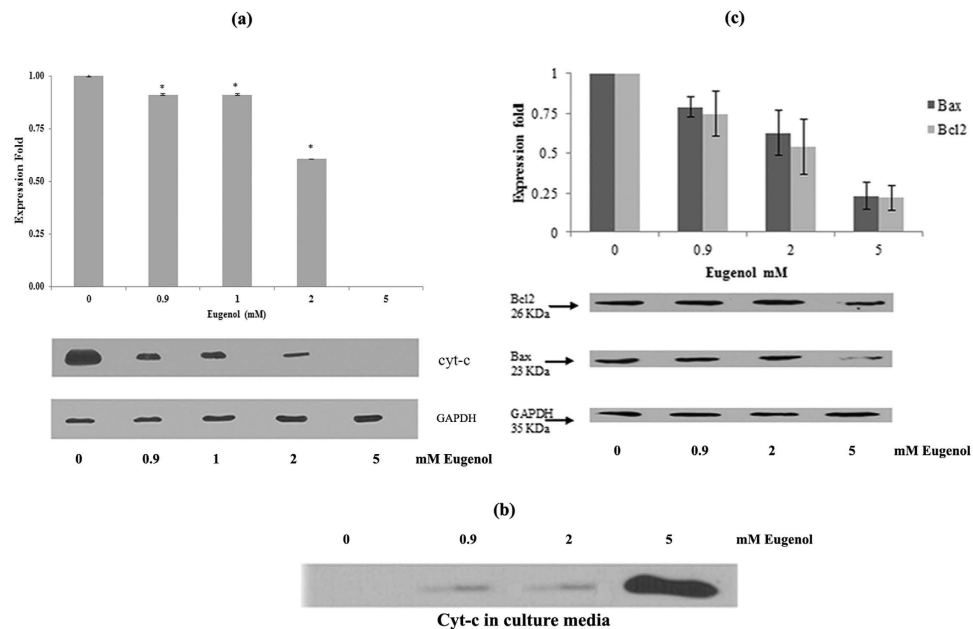 (a)
1.00
0.75
0.50
0.25
0.00
Expression Fold
*
*
*
0 0.9 1 2 5
Eugenol (mM)
cyt-c
GAPDH
0 0.9 1 2 5 mM Eugenol
(c)
1
0.75
0.5
0.25
0
Expression fold
Bax
Bcl2
0 0.9 2 5
Eugenol mM
Bcl2
26 KDa
Bax
23 KDa
GAPDH
35 KDa
0 0.9 2 5 mM Eugenol
(b)
0 0.9 2 5 mM Eugenol
Cyt-c in culture media